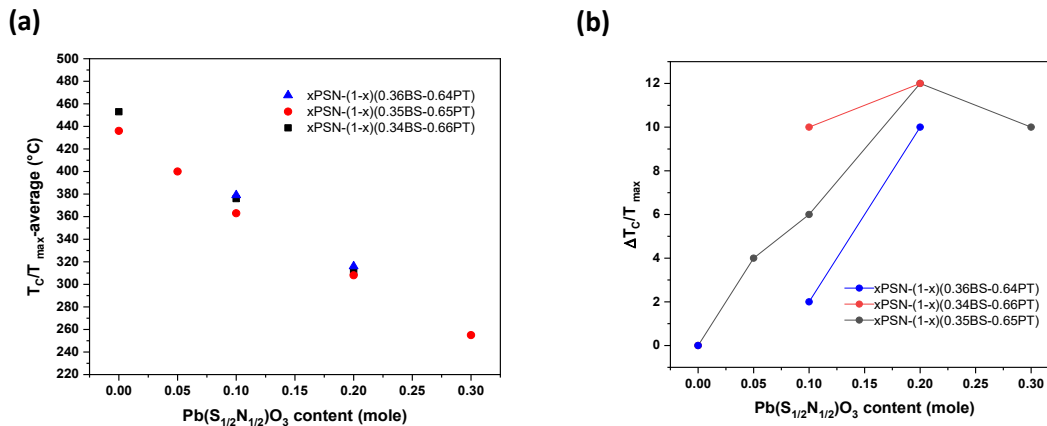 (a)
500
480
460
440
420
400
380
360
340
320
300
280
260
240
220
T_C/T_max-average (°C)
xPSN-(1-x)(0.36BS-0.64PT)
xPSN-(1-x)(0.35BS-0.65PT)
xPSN-(1-x)(0.34BS-0.66PT)
0.00 0.05 0.10 0.15 0.20 0.25 0.30
Pb(S1/2N1/2)O3 content (mole)
(b)
12
10
8
6
4
2
0
ΔT_C/T_max
xPSN-(1-x)(0.36BS-0.64PT)
xPSN-(1-x)(0.34BS-0.66PT)
xPSN-(1-x)(0.35BS-0.65PT)
0.00 0.05 0.10 0.15 0.20 0.25 0.30
Pb(S1/2N1/2)O3 content (mole)